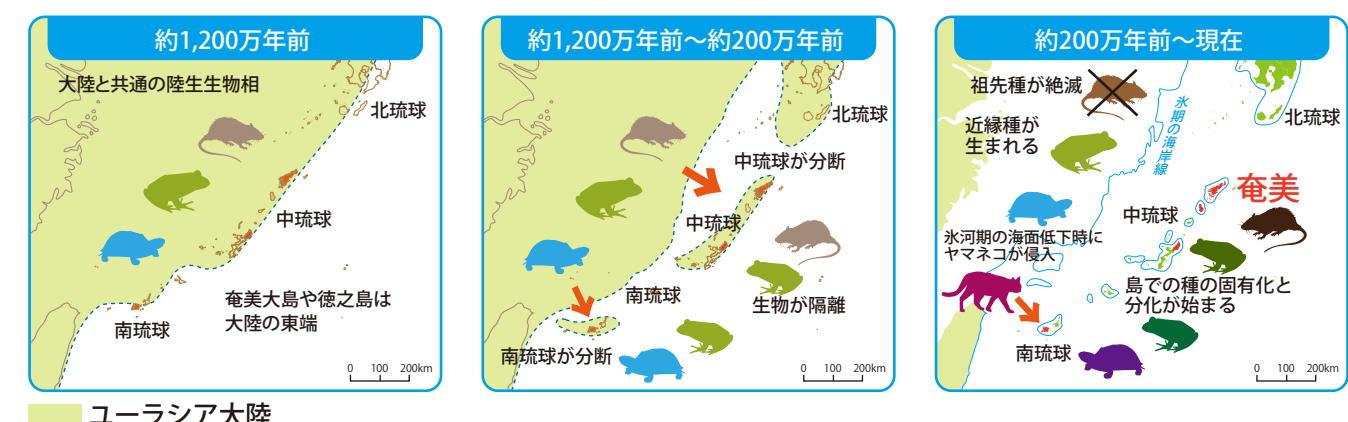 約1,200万年前
大陸と共通の陸生生物相
北琉球
中琉球
奄美大島や徳之島は
大陸の東端
南琉球
0 100 200km
約1,200万年前～約200万年前
北琉球
中琉球が分断
中琉球
南琉球
生物が隔離
南琉球が分断
0 100 200km
約200万年前～現在
祖先種が絶滅
氷期の海岸線
北琉球
近縁種が
生まれる
奄美
中琉球
氷河期の海面低下時に
ヤマネコが侵入
島での種の固有化と
分化が始まる
南琉球
0 100 200km
ユーラシア大陸